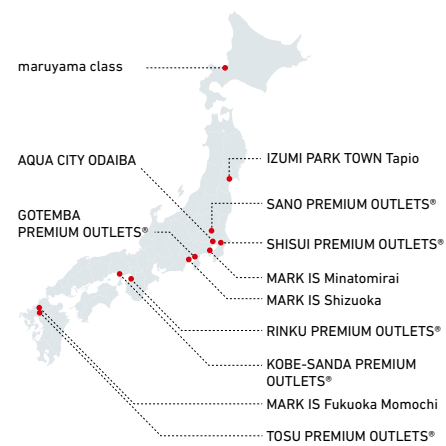 maruyama class
AQUA CITY ODAIBA
GOTEMBA
PREMIUM OUTLETS®
IZUMI PARK TOWN Tapio
SANO PREMIUM OUTLETS®
SHISUI PREMIUM OUTLETS®
MARK IS Minatomirai
MARK IS Shizuoka
RINKU PREMIUM OUTLETS®
KOBE-SANDA PREMIUM
OUTLETS®
MARK IS Fukuoka Momochi
TOSU PREMIUM OUTLETS®